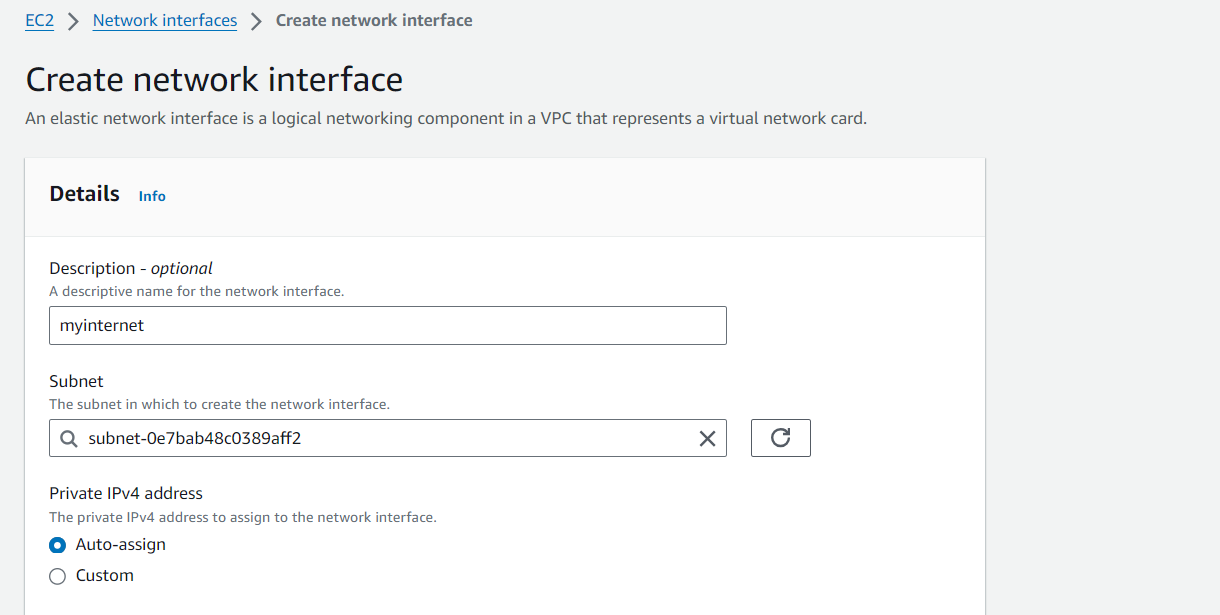 EC2 > Network interfaces > Create network interface
Create network interface
An elastic network interface is a logical networking component in a VPC that represents a virtual network card.
Details Info
Description - optional
A descriptive name for the network interface.
myinternet
Subnet
The subnet in which to create the network interface.
subnet-0e7bab48c0389aff2
Private IPv4 address
The private IPv4 address to assign to the network interface.
Auto-assign
Custom